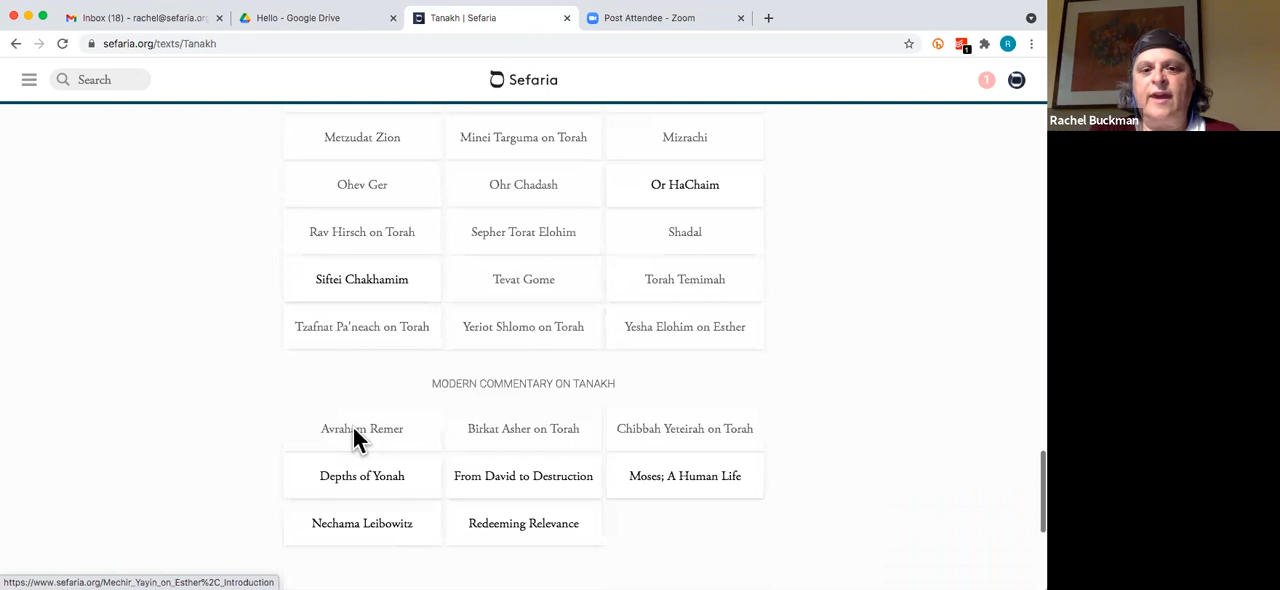 Inbox (18) - rachel@sefaria.or
Hello - Google Drive
Tanakh | Sefaria
Post Attendee - Zoom
sefaria.org/texts/Tanakh
1
R
Search
Sefaria
1
Rachel Buckman
Metzudat Zion
Minei Targuma on Torah
Mizrachi
Ohev Ger
Ohr Chadash
Or HaChaim
Rav Hirsch on Torah
Sepher Torat Elohim
Shadal
Siftei Chakhamim
Tevat Gome
Torah Temimah
Tzafnat Pa'neach on Torah
Yeriot Shlomo on Torah
Yesha Elohim on Esther
MODERN COMMENTARY ON TANAKH
Avraham Remer
Birkat Asher on Torah
Chibbah Yeteirah on Torah
Depths of Yonah
From David to Destruction
Moses; A Human Life
Nechama Leibowitz
Redeeming Relevance
https://www.sefaria.org/Mechir_Yayin_on_Esther%2C_Introduction